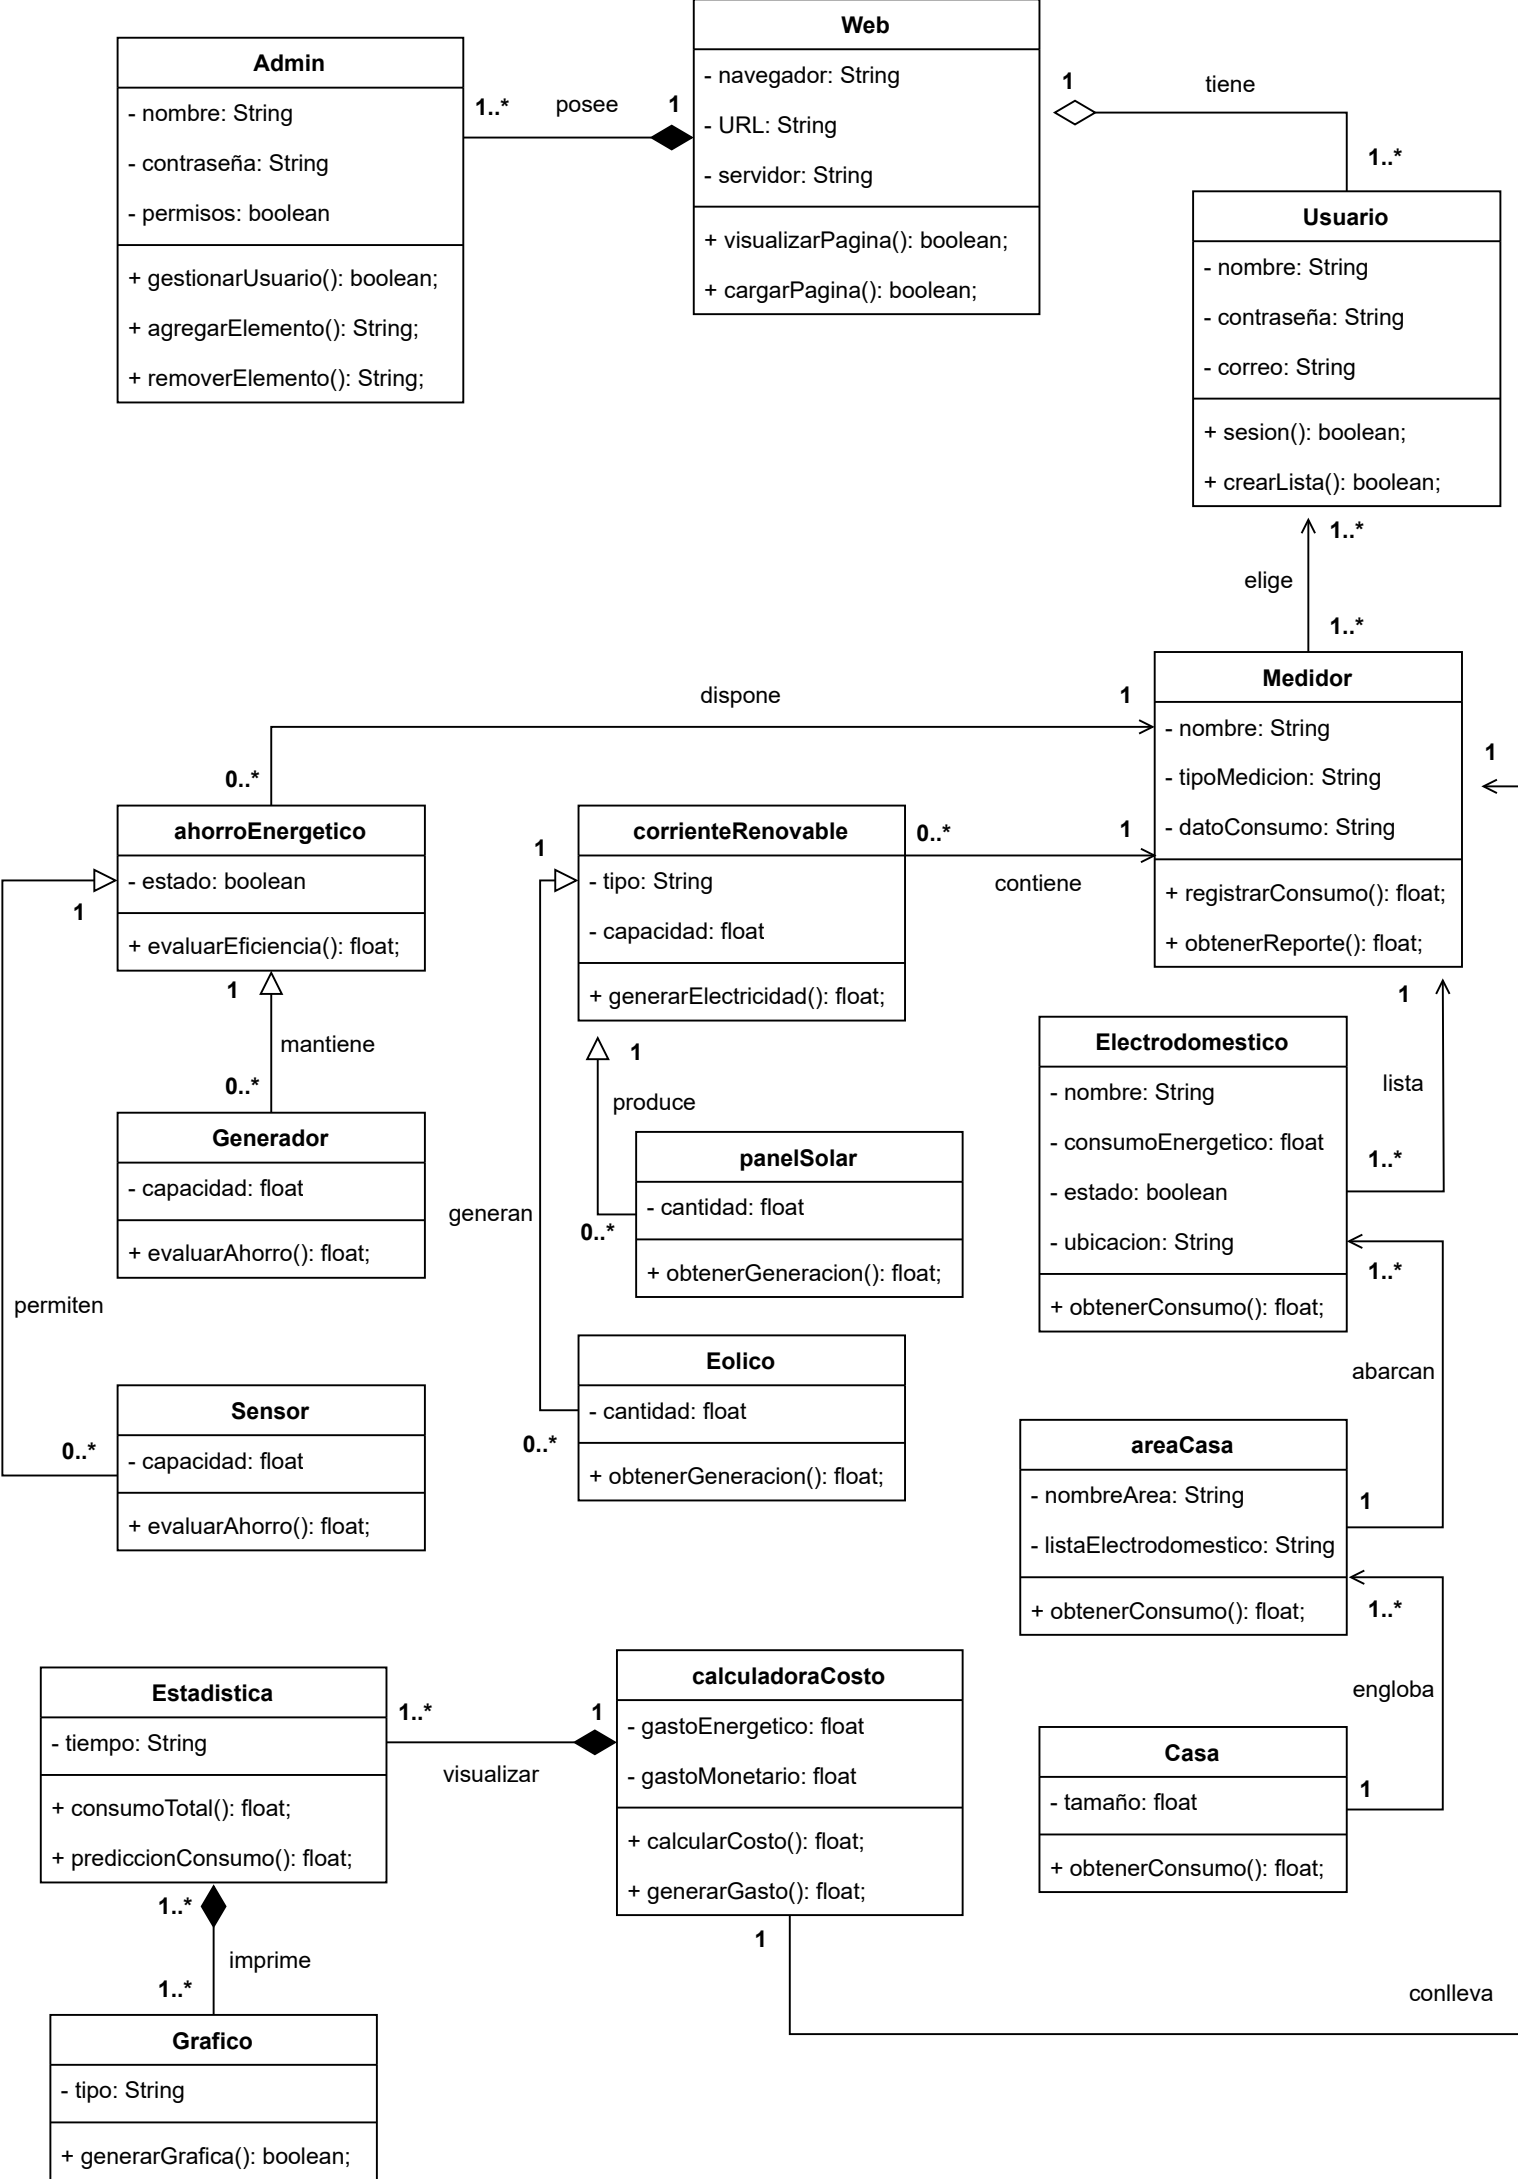 Web
- navegador: String
- URL: String
- servidor: String
+ visualizarPagina(): boolean;
+ cargarPagina(): boolean;
Admin
- nombre: String
- contraseña: String
- permisos: boolean
+ gestionarUsuario(): boolean;
+ agregarElemento(): String;
+ removerElemento(): String;
1..*
posee
1
1
tiene
1..*
Usuario
- nombre: String
- contraseña: String
- correo: String
+ sesion(): boolean;
+ crearLista(): boolean;
1..*
elige
1..*
Medidor
- nombre: String
- tipoMedicion: String
- datoConsumo: String
+ registrarConsumo(): float;
+ obtenerReporte(): float;
dispone
1
0..*
1
ahorroEnergetico
- estado: boolean
+ evaluarEficiencia(): float;
1
1
mantiene
0..*
Generador
- capacidad: float
+ evaluarAhorro(): float;
permiten
0..*
Sensor
- capacidad: float
+ evaluarAhorro(): float;
corrienteRenovable
- tipo: String
- capacidad: float
+ generarElectricidad(): float;
0..*
1
contiene
1
1
produce
0..*
panelSolar
- cantidad: float
+ obtenerGeneracion(): float;
generan
0..*
Eolico
- cantidad: float
+ obtenerGeneracion(): float;
1
lista
1..*
Electrodomestico
- nombre: String
- consumoEnergetico: float
- estado: boolean
- ubicacion: String
+ obtenerConsumo(): float;
1..*
abarcan
1
areaCasa
- nombreArea: String
- listaElectrodomestico: String
+ obtenerConsumo(): float;
1..*
engloba
1
Casa
- tamaño: float
+ obtenerConsumo(): float;
calculadoraCosto
- gastoEnergetico: float
- gastoMonetario: float
+ calcularCosto(): float;
+ generarGasto(): float;
1
conlleva
1..*
1
visualizar
Estadistica
- tiempo: String
+ consumoTotal(): float;
+ prediccionConsumo(): float;
1..*
imprime
1..*
Grafico
- tipo: String
+ generarGrafica(): boolean;